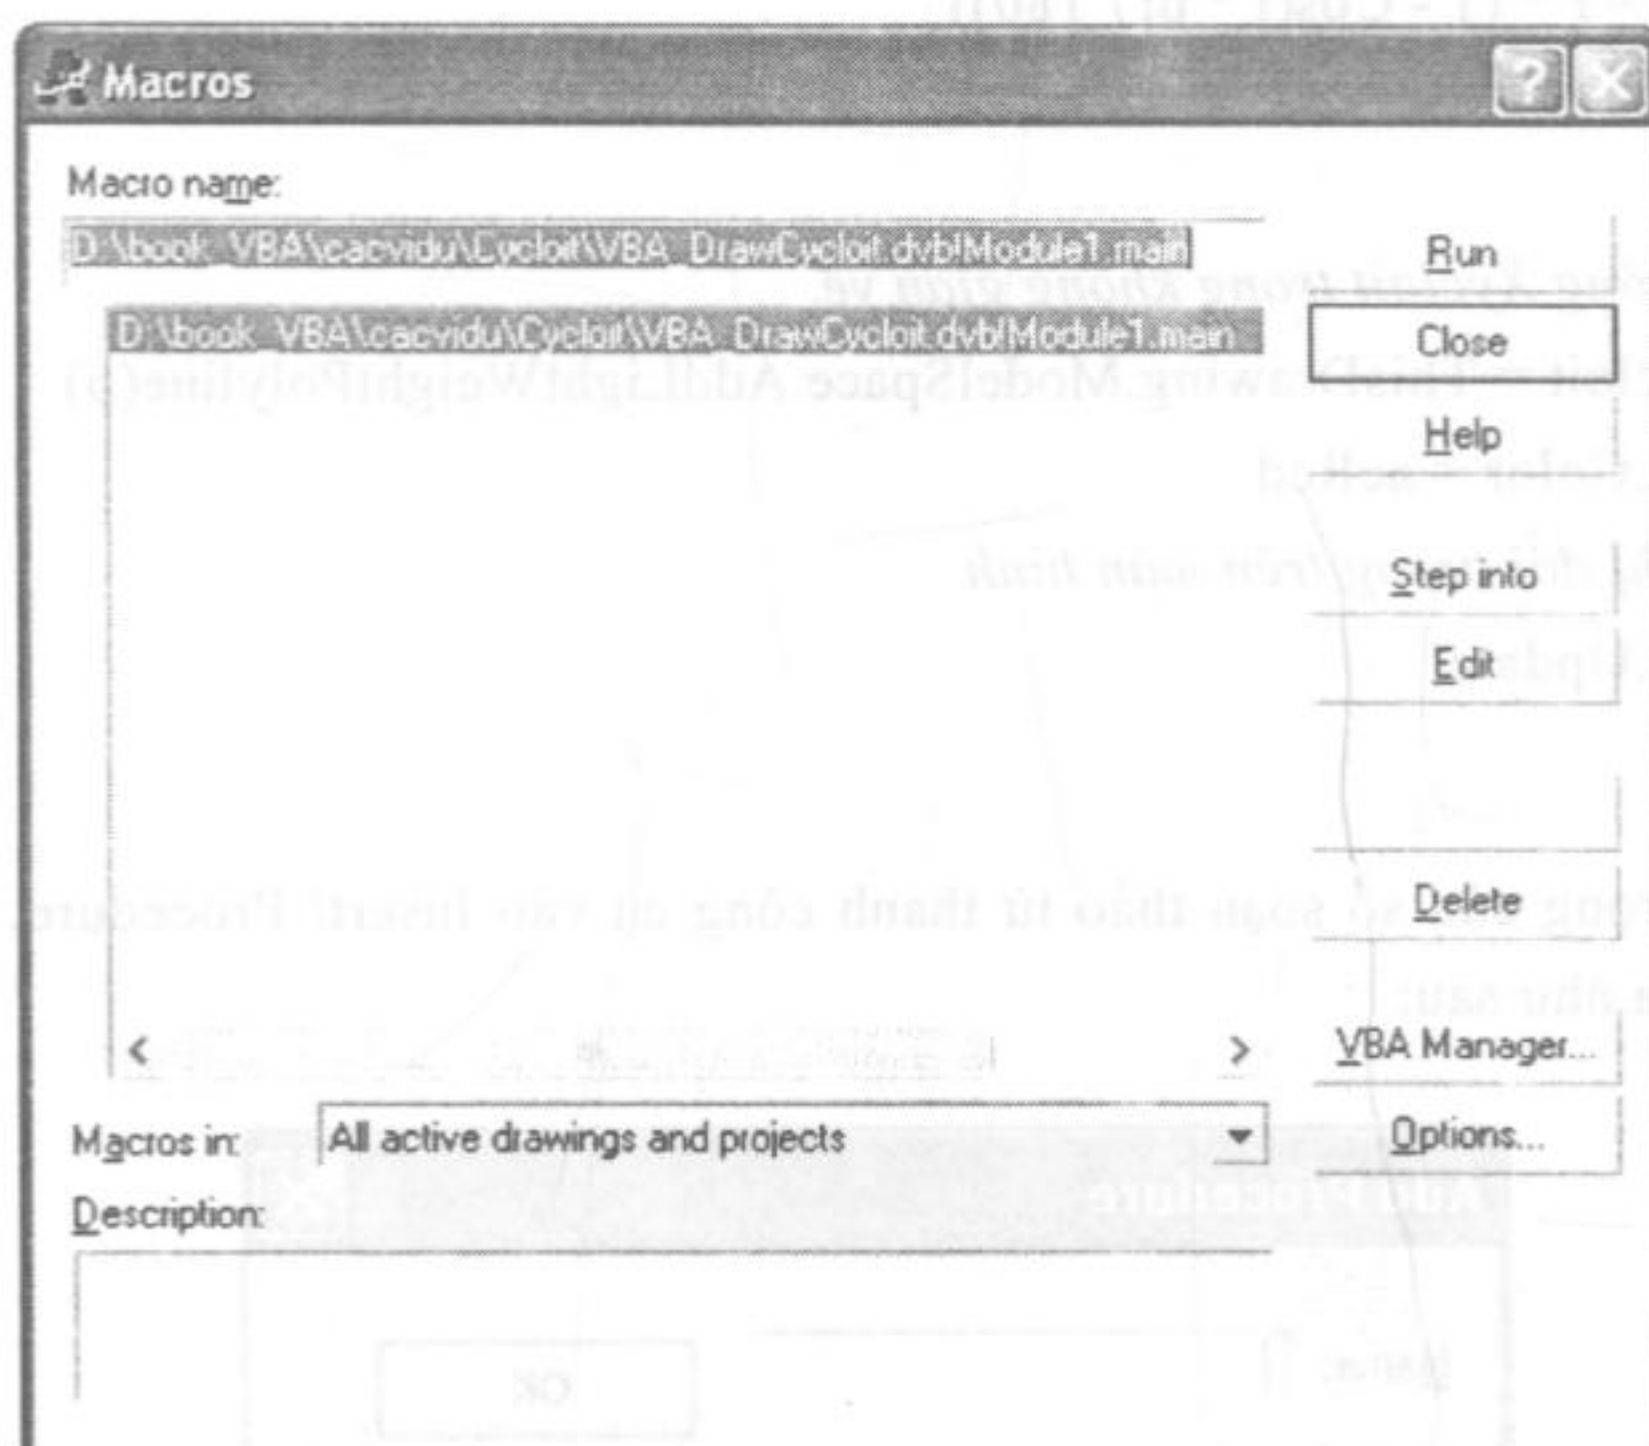 Macros
Macro name:
D:\book_VBA\cacvidu\Cycloit\VBA_DrawCycloit.dvb!Module1.main
D:\book_VBA\cacvidu\Cycloit\VBA_DrawCycloit.dvb!Module1.main
Run
Close
Help
Step into
Edit
Delete
VBA Manager...
Macros in: All active drawings and projects
Options...
Description: